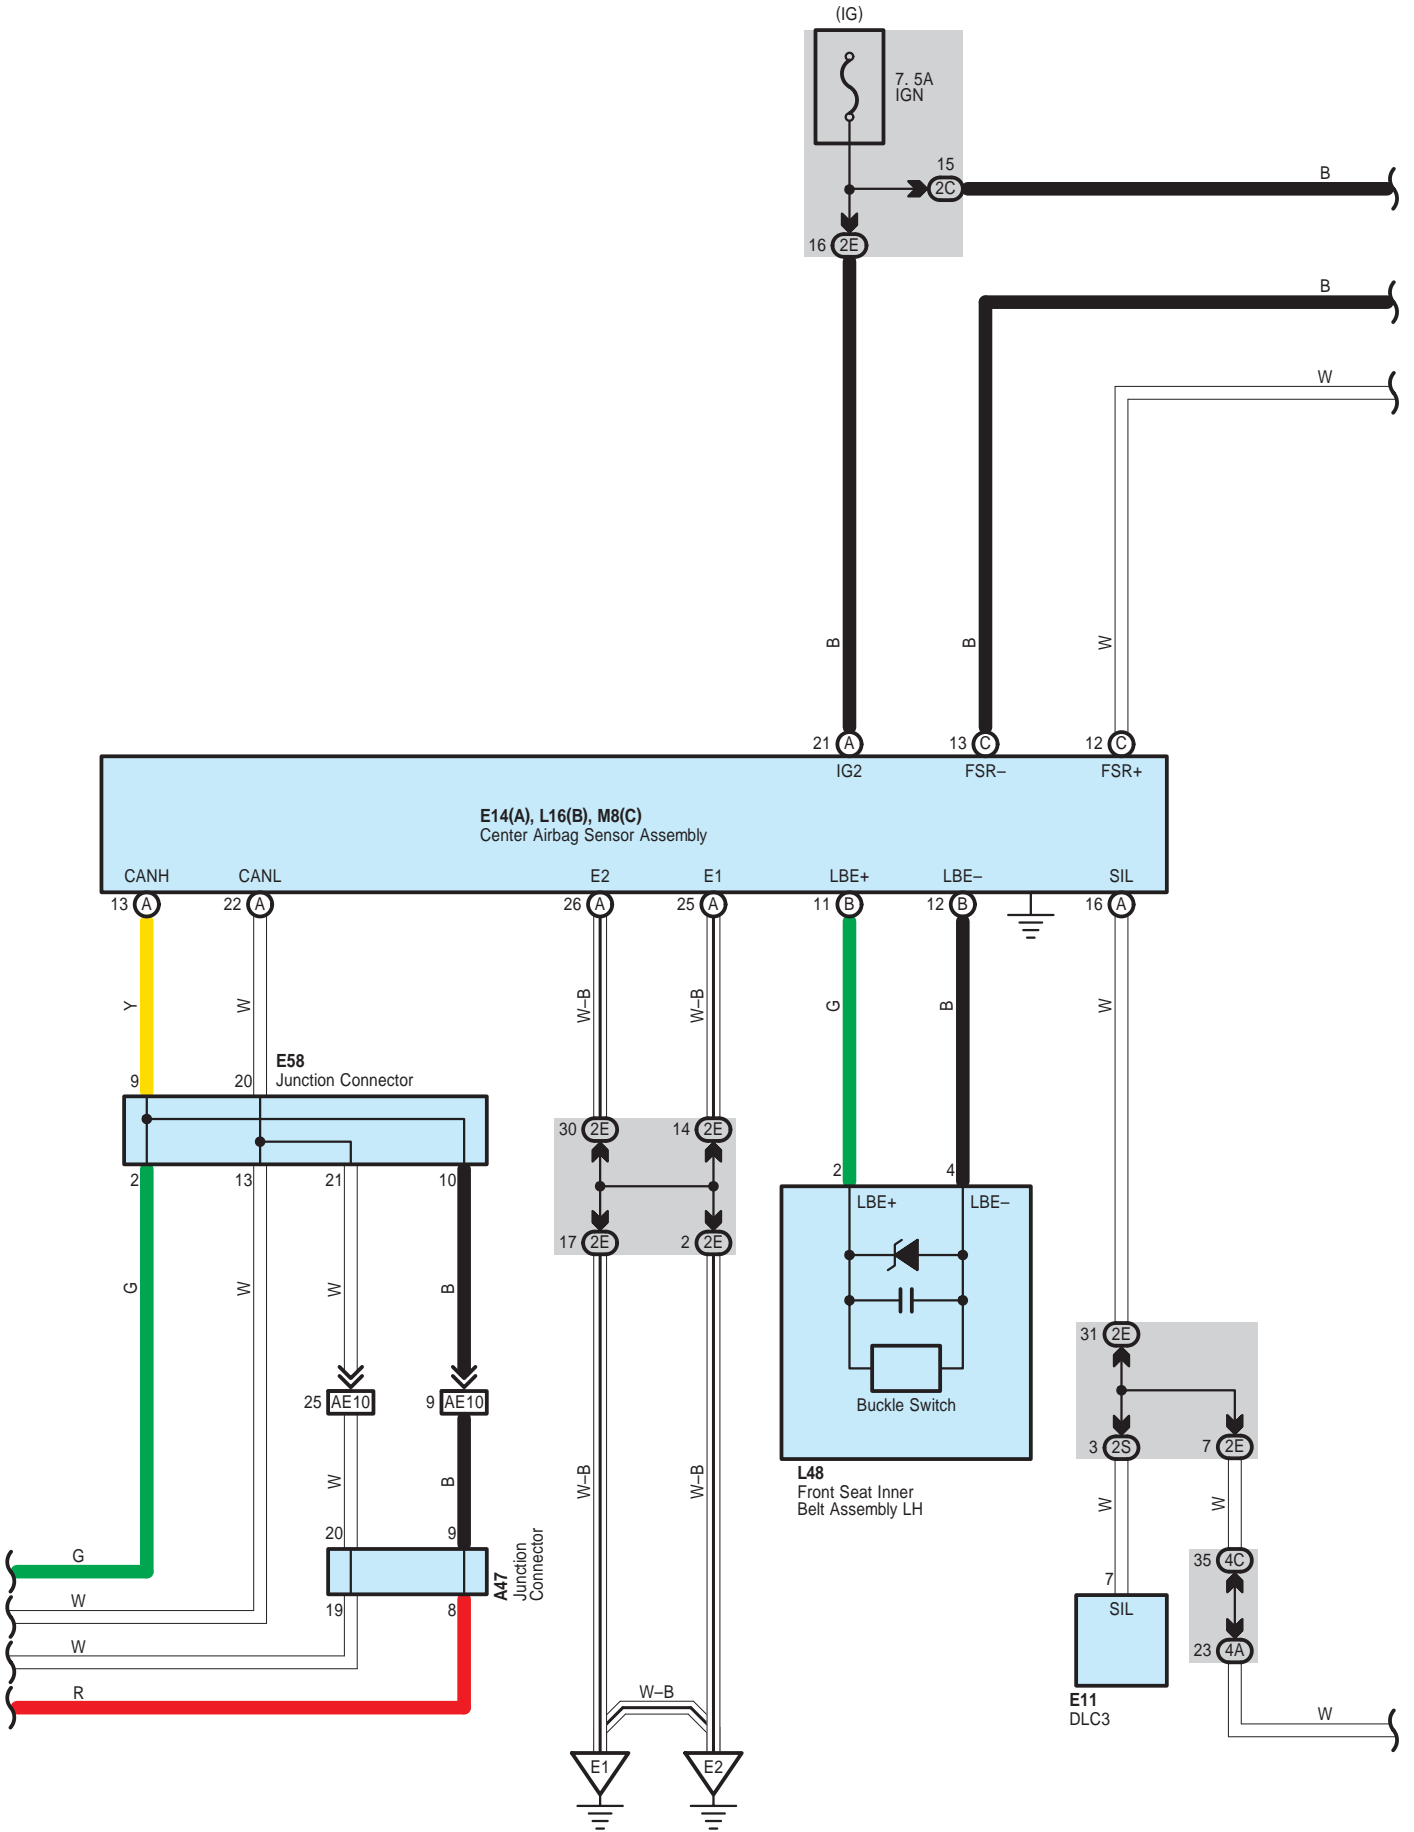 (IG)
7. 5A
IGN
15
2C
B
16 2E
B
W
B
B
W
21 A
13 C
12 C
IG2
FSR–
FSR+
E14(A), L16(B), M8(C)
Center Airbag Sensor Assembly
CANH
CANL
E2
E1
LBE+
LBE–
SIL
13 A
22 A
26 A
25 A
11 B
12 B
16 A
Y
W
W–B
W–B
G
B
W
E58
Junction Connector
9
20
30 2E
14 2E
2
13
21
10
2
4
LBE+
LBE–
17 2E
2 2E
G
W
W
B
Buckle Switch
31 2E
25 AE10
9 AE10
3 2S
7 2E
L48
Front Seat Inner
Belt Assembly LH
W
B
W–B
W–B
W
W
20
9
A47
Junction
Connector
35 4C
G
7
W
19
8
SIL
W
23 4A
R
W–B
E11
DLC3
W
E1
E2